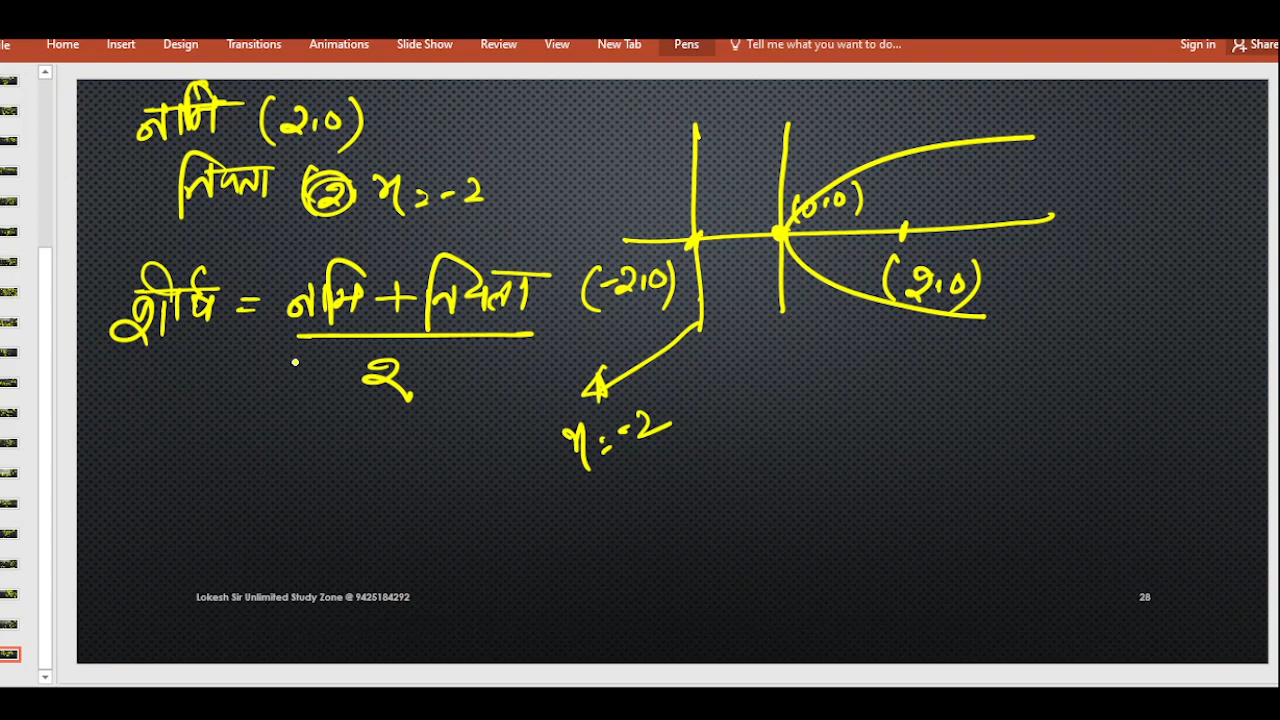 File Home Insert Design Transitions Animations Slide Show Review View New Tab Pens Tell me what you want to do... Sign in Share
नाभि (2,0)
नियता x = -2
शीर्ष = नाभि + नियता
2
(0,0)
(-2,0)
(2,0)
x = -2
Lokesh Sir Unlimited Study Zone @ 9425184292
28